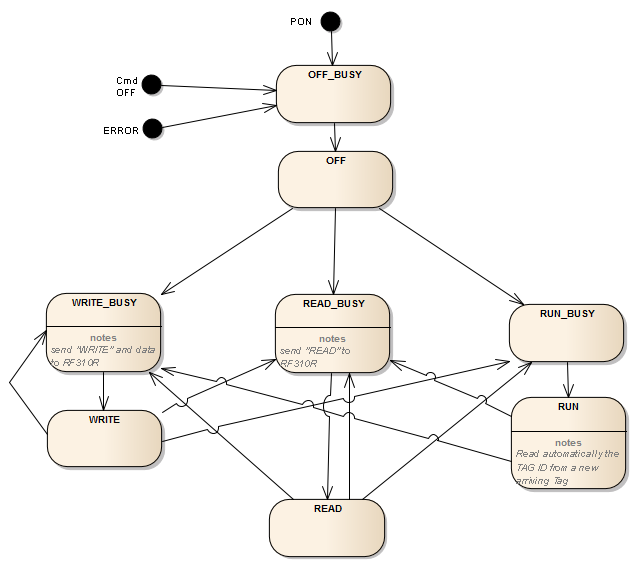 PON
OFF_BUSY
Cmd
OFF
ERROR
OFF
WRITE_BUSY
notes
send "WRITE" and data
to RF310R
READ_BUSY
notes
send "READ"to
RF310R
RUN_BUSY
WRITE
RUN
notes
Read automatically the
TAG ID from a new
arriving Tag
READ